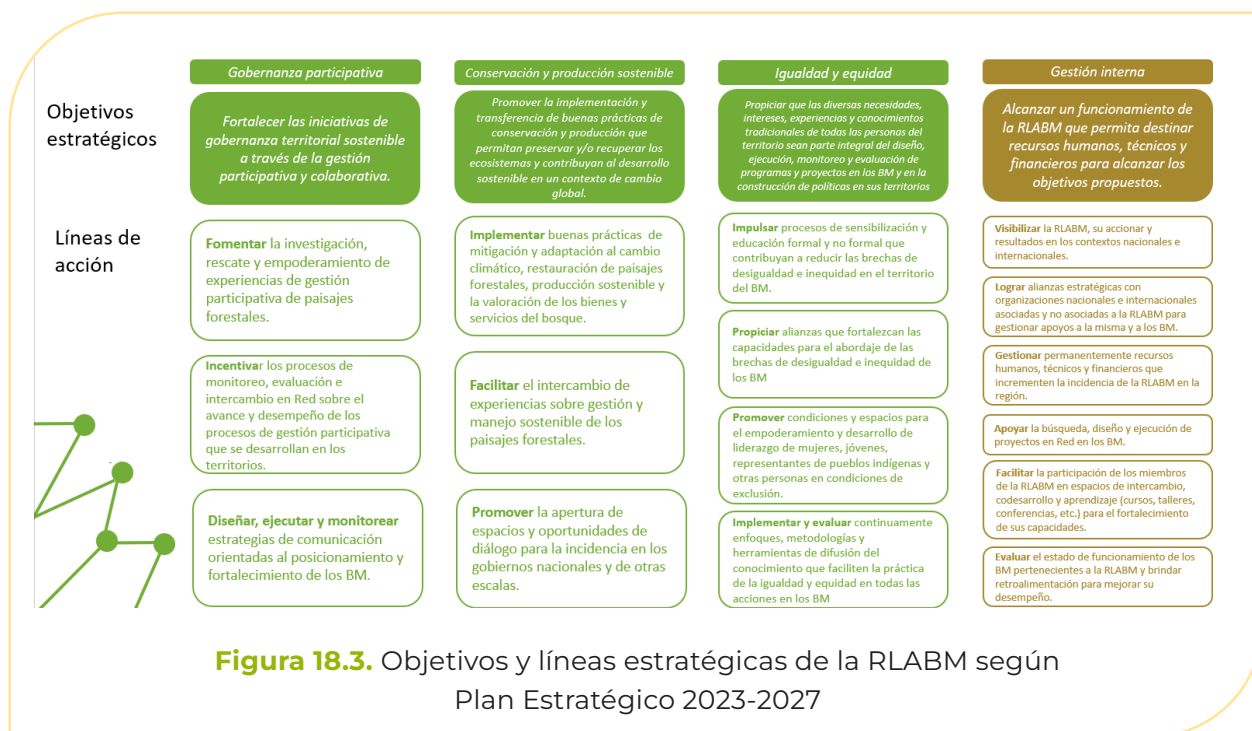 Objetivos
estratégicos
Gobernanza participativa
Fortalecer las iniciativas de
gobernanza territorial sostenible
a través de la gestión
participativa y colaborativa.
Conservación y producción sostenible
Promover la implementación y
transferencia de buenas prácticas
de conservación y producción que
permitan preservar y/o recuperar los
ecosistemas y contribuyan al desarrollo
sostenible en un contexto de cambio
global.
Igualdad y equidad
Propiciar que las diversas necesidades,
intereses, experiencias y conocimientos
tradicionales de todas las personas del
territorio sean parte integral del diseño,
ejecución, monitoreo y evaluación de
programas y proyectos en los BM y en la
construcción de políticas en sus territorios
Gestión interna
Alcanzar un funcionamiento de
la RLABM que permita destinar
recursos humanos, técnicos y
financieros para alcanzar los
objetivos propuestos.
Líneas de
acción
Fomentar la investigación,
rescate y empoderamiento de
experiencias de gestión
participativa de paisajes
forestales.
Incentivar los procesos de
monitoreo, evaluación e
intercambio en Red sobre el
avance y desempeño de los
procesos de gestión participativa
que se desarrollan en los
territorios.
Diseñar, ejecutar y monitorear
estrategias de comunicación
orientadas al posicionamiento y
fortalecimiento de los BM.
Implementar buenas prácticas de
mitigación y adaptación al cambio
climático, restauración de paisajes
forestales, producción sostenible y
la valoración de los bienes y
servicios del bosque.
Facilitar el intercambio de
experiencias sobre gestión y
manejo sostenible de los
paisajes forestales.
Promover la apertura de
espacios y oportunidades de
diálogo para la incidencia en los
gobiernos nacionales y de otras
escalas.
Impulsar procesos de sensibilización y
educación formal y no formal que
contribuyan a reducir las brechas de
desigualdad e inequidad en el territorio
del BM.
Propiciar alianzas que fortalezcan las
capacidades para el abordaje de las
brechas de desigualdad e inequidad de
los BM
Promover condiciones y espacios para
el empoderamiento y desarrollo de
liderazgo de mujeres, jóvenes,
representantes de pueblos indígenas y
otras personas en condiciones de
exclusión.
Implementar y evaluar continuamente
enfoques, metodologías y
herramientas de difusión del
conocimiento que faciliten la práctica
de la igualdad y equidad en todas las
acciones en los BM
Visibilizar la RLABM, su accionar y
resultados en los contextos nacionales e
internacionales.
Lograr alianzas estratégicas con
organizaciones nacionales e internacionales
asociadas y no asociadas a la RLABM para
gestionar apoyos a la misma y a los BM.
Gestionar permanentemente recursos
humanos, técnicos y financieros que
incrementen la incidencia de la RLABM en la
región.
Apoyar la búsqueda, diseño y ejecución de
proyectos en Red en los BM.
Facilitar la participación de los miembros
de la RLABM en espacios de intercambio,
codesarrollo y aprendizaje (cursos, talleres,
conferencias, etc.) para el fortalecimiento
de sus capacidades.
Evaluar el estado de funcionamiento de los
BM pertenecientes a la RLABM y brindar
retroalimentación para mejorar su
desempeño.
Figura 18.3. Objetivos y líneas estratégicas de la RLABM según
Plan Estratégico 2023-2027